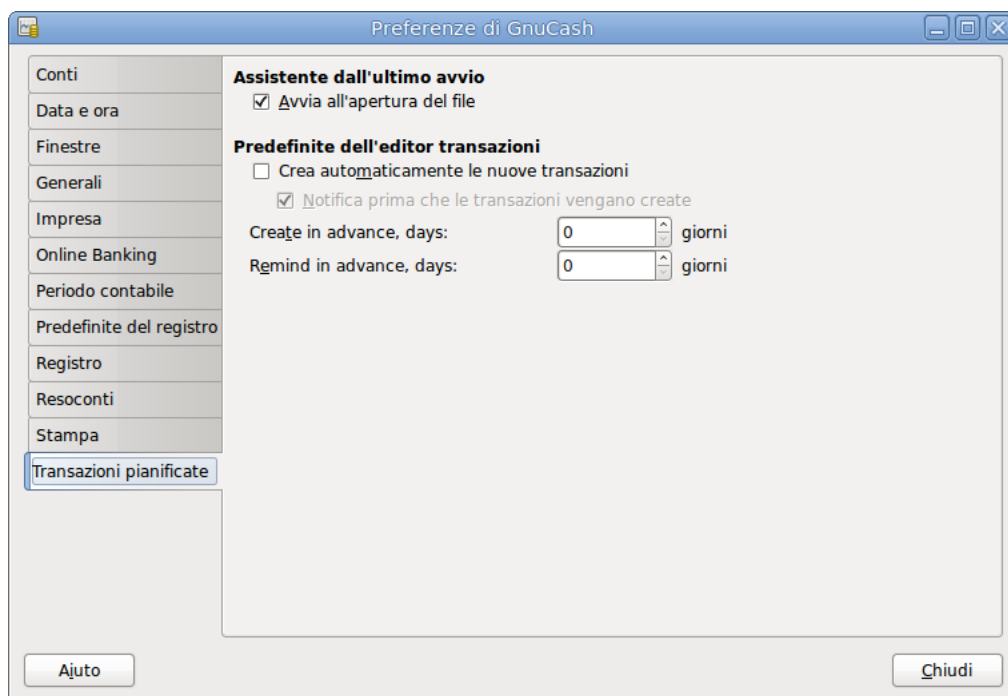 Preferenze di GnuCash
Conti
Data e ora
Finestre
Generali
Impresa
Online Banking
Periodo contabile
Predefinite del registro
Registro
Resoconti
Stampa
Transazioni pianificate
Assistente dall'ultimo avvio
Avvia all'apertura del file
Predefinite dell'editor transazioni
Crea automaticamente le nuove transazioni
Notifica prima che le transazioni vengano create
Create in advance, days: 0 giorni
Remind in advance, days: 0 giorni
Aiuto Chiudi